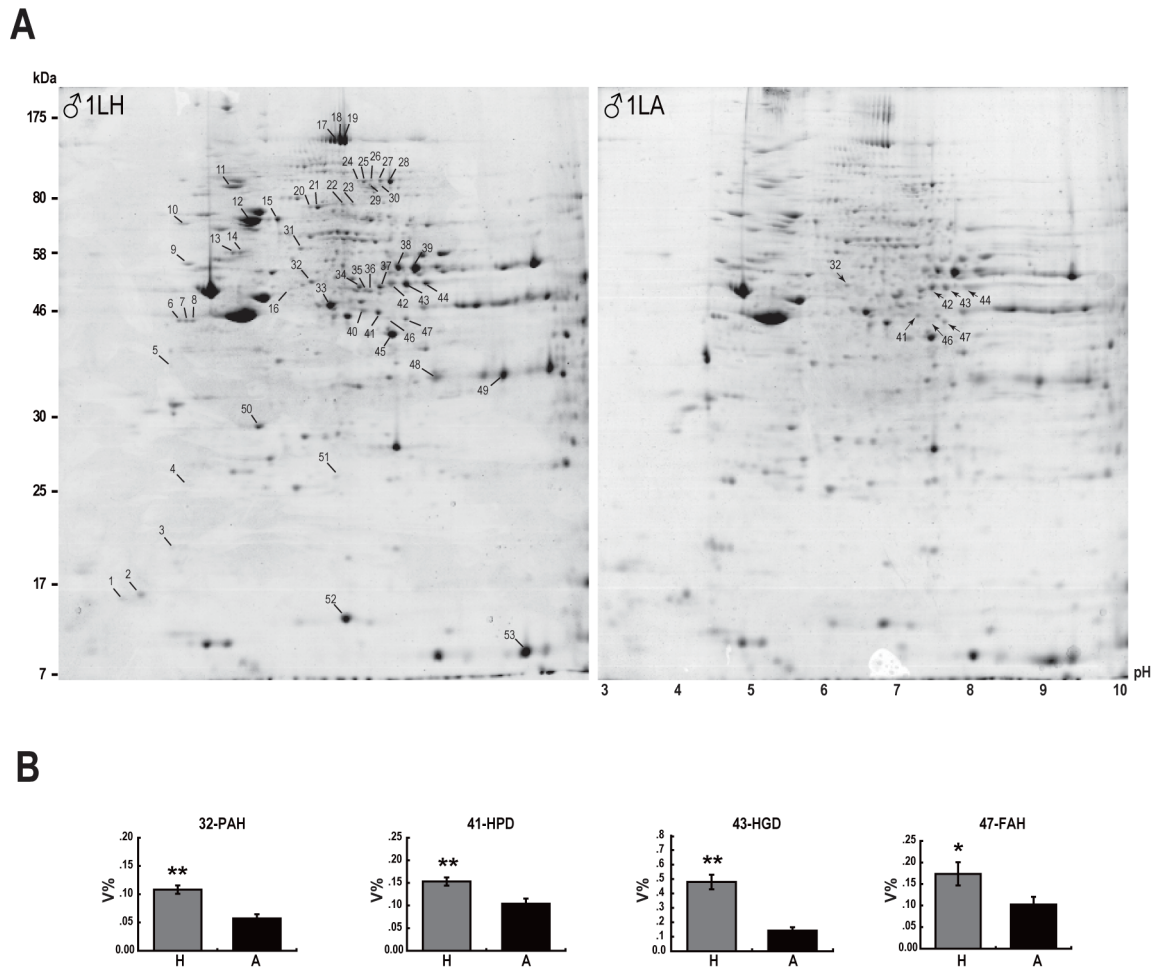 A
kDa
♂1LH
♂1LA
175
17 18 19
26
24 25 27 28
11
80
20 21 22 23 29 30
10 12 15
13 14 31
58
9
38 39
32
34 35 36 37
32
33
16
42 43 44
42 43 44
46
6 7 8
40 41 46 47
41 46 47
45
5
48
49
30
50
51
4
25
3
17
1 2
52
53
7
pH
3 4 5 6 7 8 9 10
B
32-PAH
V%
.20
.15
.10
.05
0.00
**
H A
41-HPD
V%
.25
.20
.15
.10
.05
0.00
**
H A
43-HGD
V%
.8
.7
.6
.5
.4
.3
.2
.1
.0
**
H A
47-FAH
V%
.25
.20
.15
.10
.05
0.00
*
H A